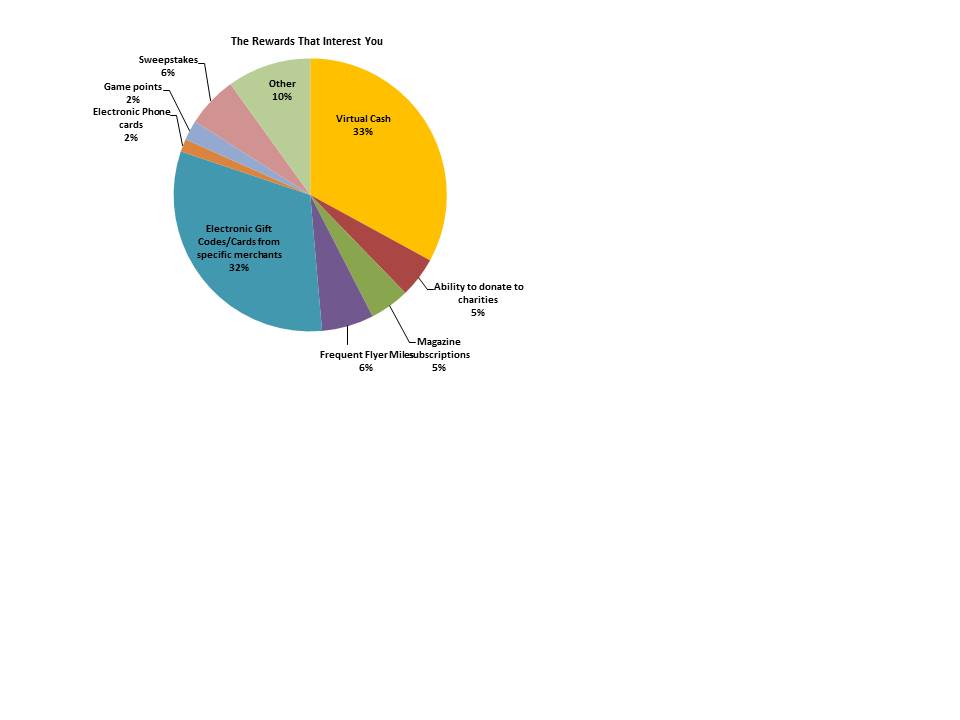 The Rewards That Interest You
Sweepstakes
6%
Other
10%
Game points
2%
Electronic Phone
cards
2%
Virtual Cash
33%
Electronic Gift
Codes/Cards from
specific merchants
32%
Ability to donate to
charities
5%
Magazine
subscriptions
5%
Frequent Flyer Miles
6%